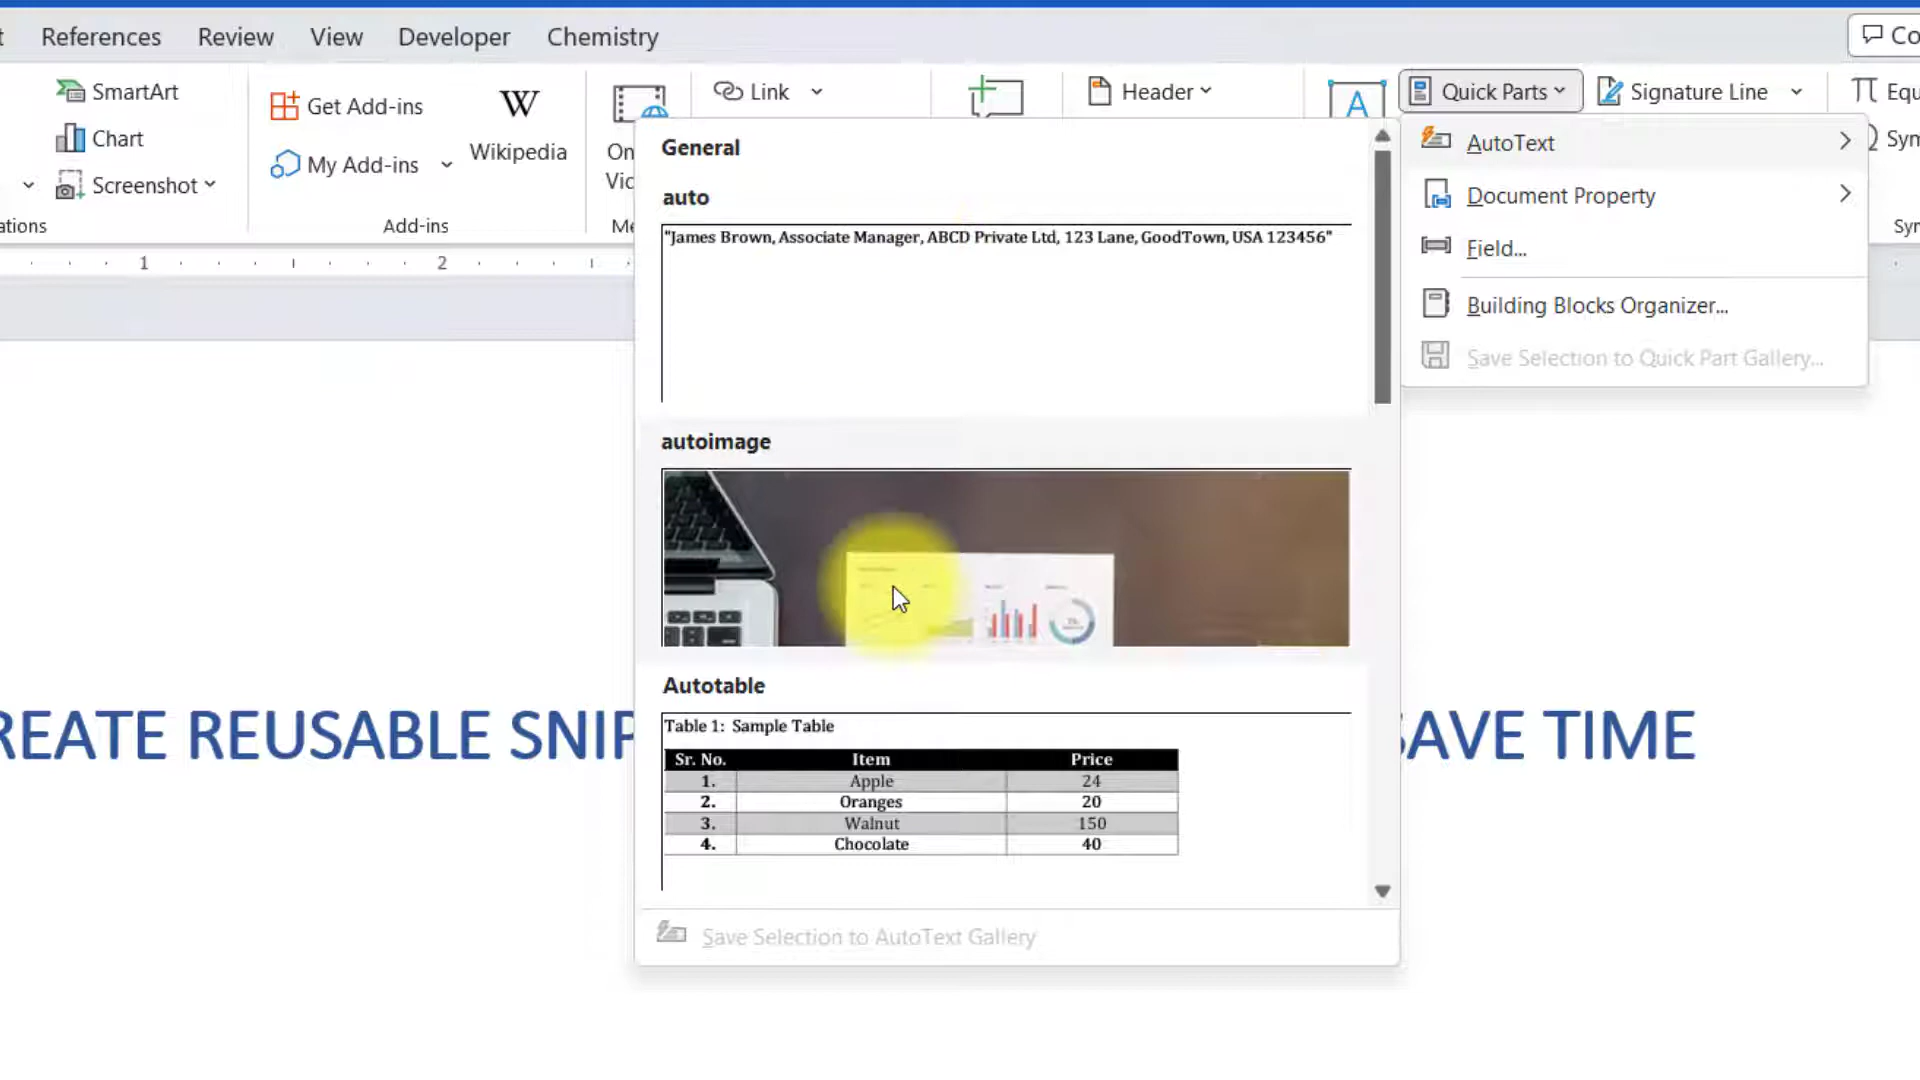 References Review View Developer Chemistry
SmartArt
Chart
Screenshot
Get Add-ins
My Add-ins
Wikipedia
Add-ins
Link
Header
Quick Parts
Signature Line
1 2
General
auto
"James Brown, Associate Manager, ABCD Private Ltd, 123 Lane, GoodTown, USA 123456"
autoimage
Autotable
Table 1: Sample Table
Sr. No. Item Price
1. Apple 24
2. Oranges 20
3. Walnut 150
4. Chocolate 40
Save Selection to AutoText Gallery
AutoText
Document Property
Field...
Building Blocks Organizer...
Save Selection to Quick Part Gallery...
REATE REUSABLE SNIP
SAVE TIME